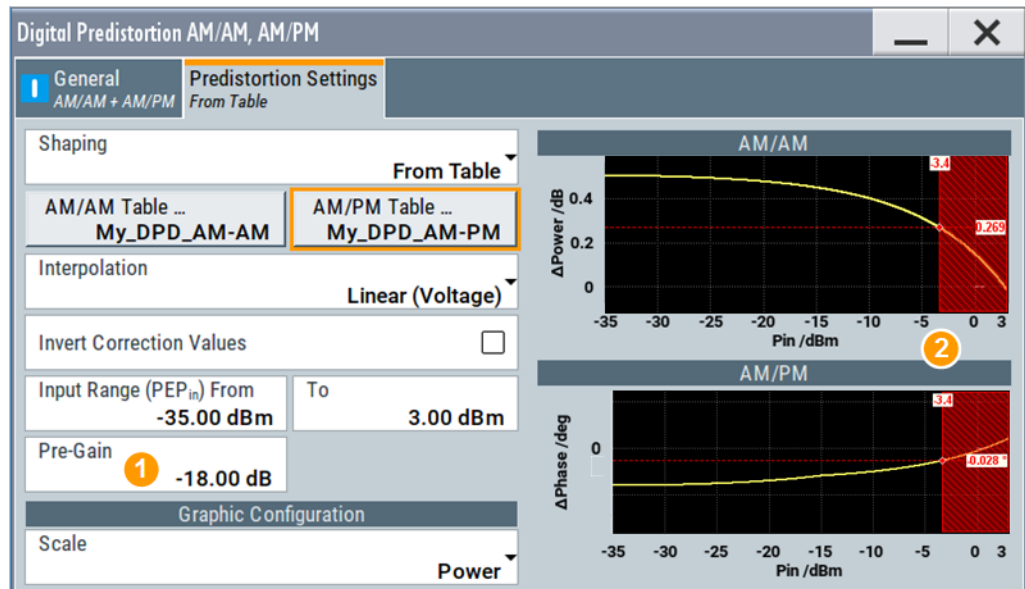 Digital Predistortion AM/AM, AM/PM
General
AM/AM + AM/PM
Predistortion Settings
From Table
Shaping
From Table
AM/AM Table ...
My_DPD_AM-AM
AM/PM Table ...
My_DPD_AM-PM
Interpolation
Linear (Voltage)
Invert Correction Values
Input Range (PEPin) From
-35.00 dBm
To
3.00 dBm
Pre-Gain
1
-18.00 dB
Graphic Configuration
Scale
Power
AM/AM
-3.4
ΔPower /dB
0.4
0.2
0
0.269
-35 -30 -25 -20 -15 -10 -5 0 3
Pin /dBm
2
AM/PM
-3.4
ΔPhase /deg
0
-0.028 °
-35 -30 -25 -20 -15 -10 -5 0 3
Pin /dBm